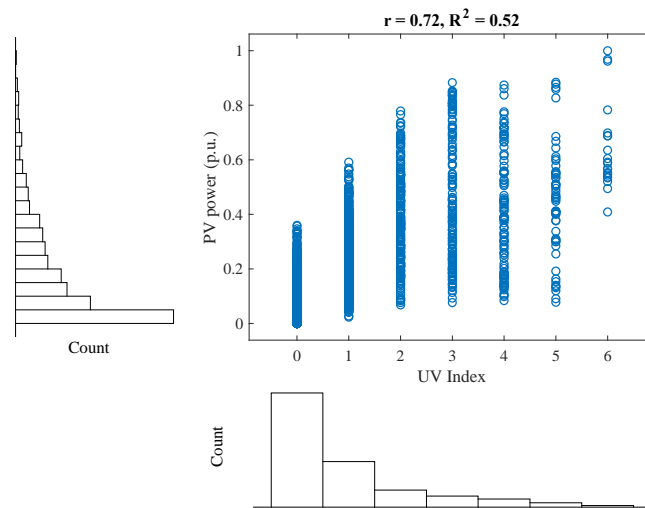 r = 0.72, R² = 0.52
1
0.8
0.6
0.4
0.2
0
PV power (p.u.)
0 1 2 3 4 5 6
UV Index
Count
Count